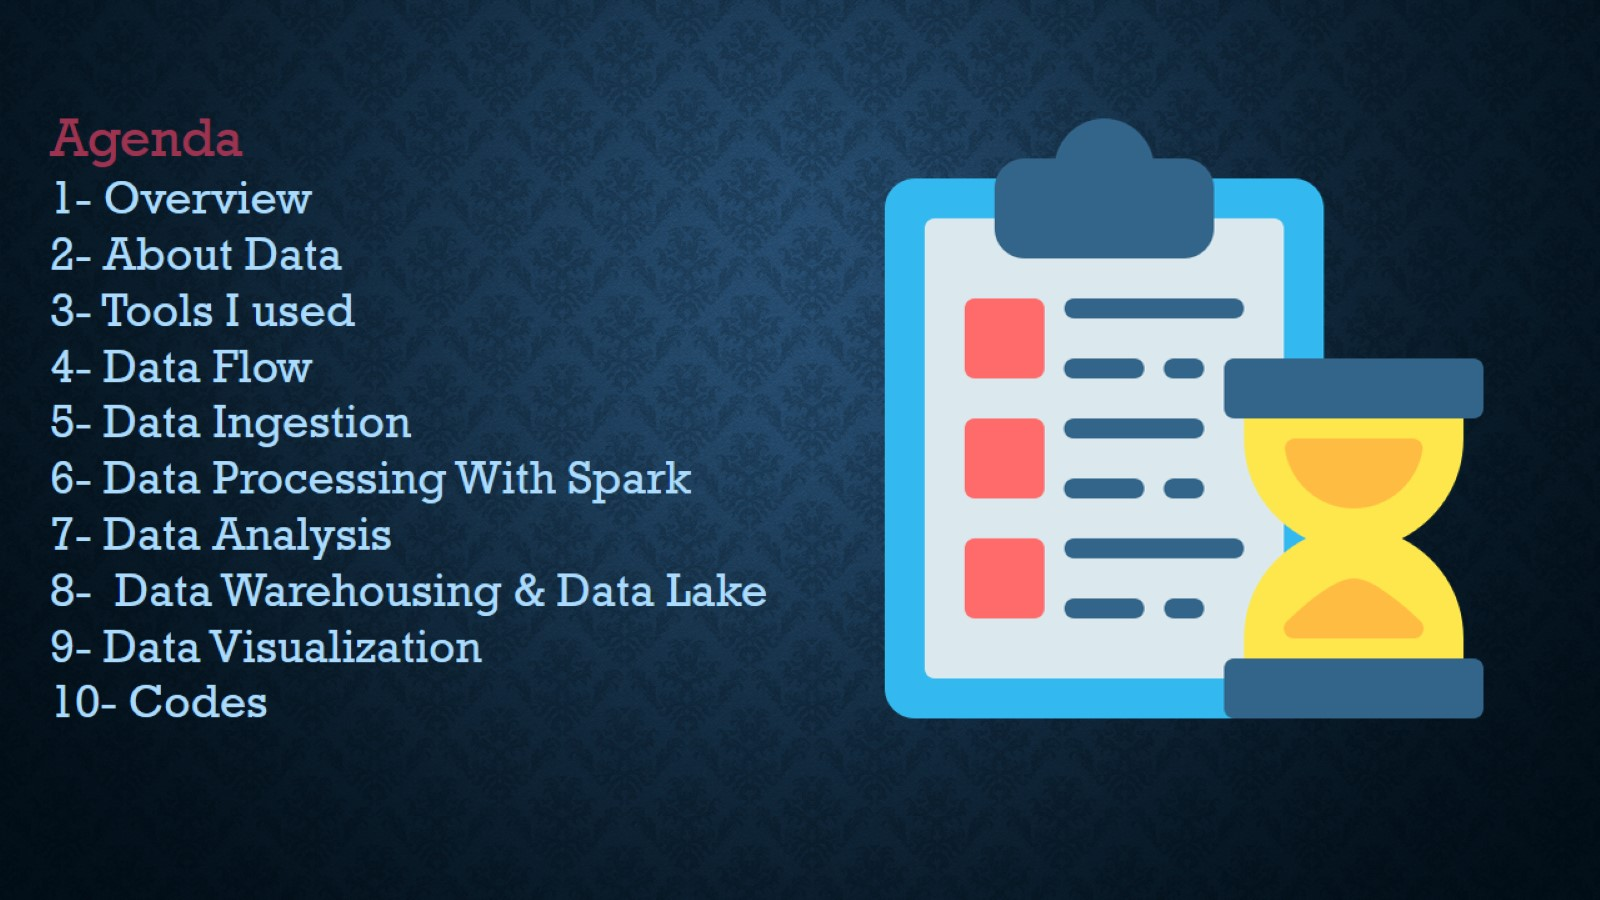 Agenda
1- Overview
2- About Data
3- Tools I used
4- Data Flow
5- Data Ingestion
6- Data Processing With Spark
7- Data Analysis
8-  Data Warehousing & Data Lake
9- Data Visualization
10- Codes